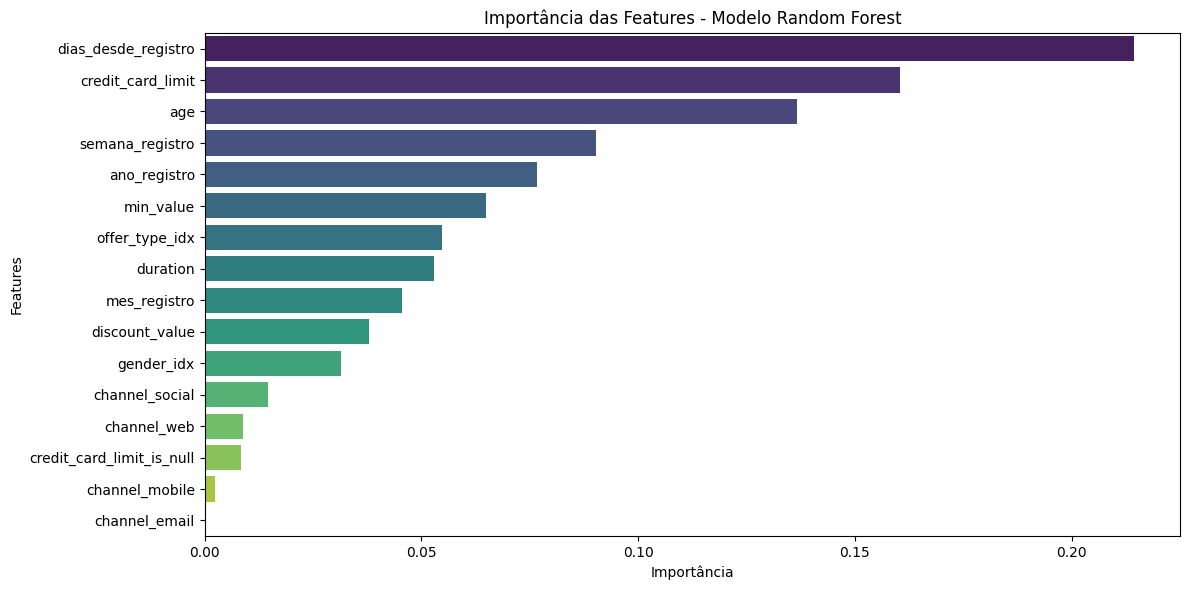 Importância das Features - Modelo Random Forest
dias_desde_registro
credit_card_limit
age
semana_registro
ano_registro
min_value
offer_type_idx
duration
mes_registro
discount_value
gender_idx
channel_social
channel_web
credit_card_limit_is_null
channel_mobile
channel_email
Features
0.00 0.05 0.10 0.15 0.20
Importância